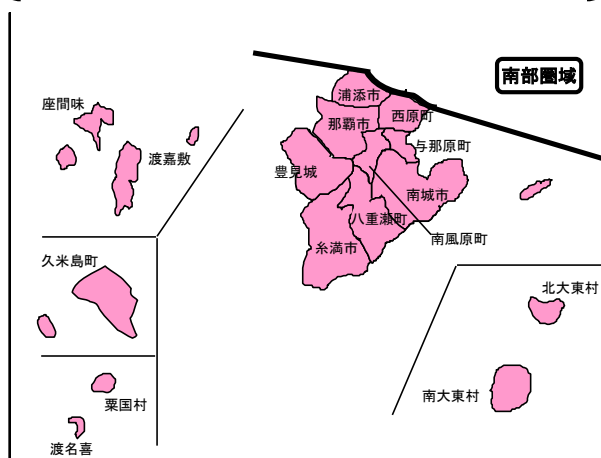 南部圏域
浦添市
座間味
西原町
那覇市
与那原町
渡嘉敷
豊見城
南城市
八重瀬町
南風原町
糸満市
久米島町
北大東村
南大東村
粟国村
渡名喜